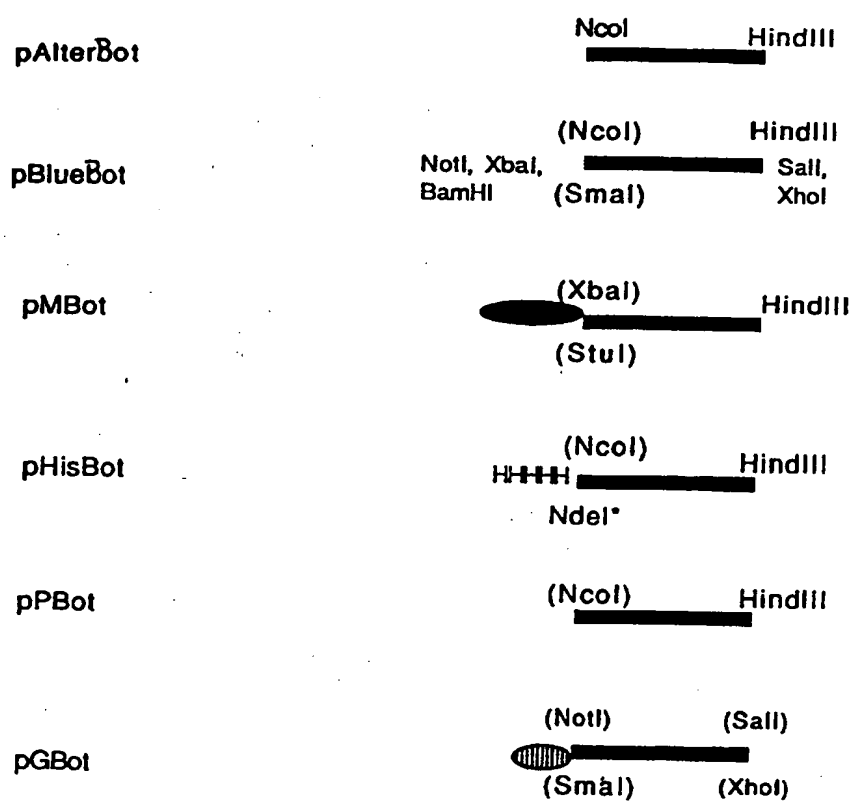 pAlterBot
NcoI HindIII
pBlueBot
(NcoI) HindIII
NotI, XbaI,
BamHI
(SmaI)
SalI,
XhoI
pMBot
(XbaI) HindIII
(StuI)
pHisBot
(NcoI) HindIII
HHHHH
NdeI*
pPBot
(NcoI) HindIII
pGBot
(NotI) (SalI)
(SmaI) (XhoI)